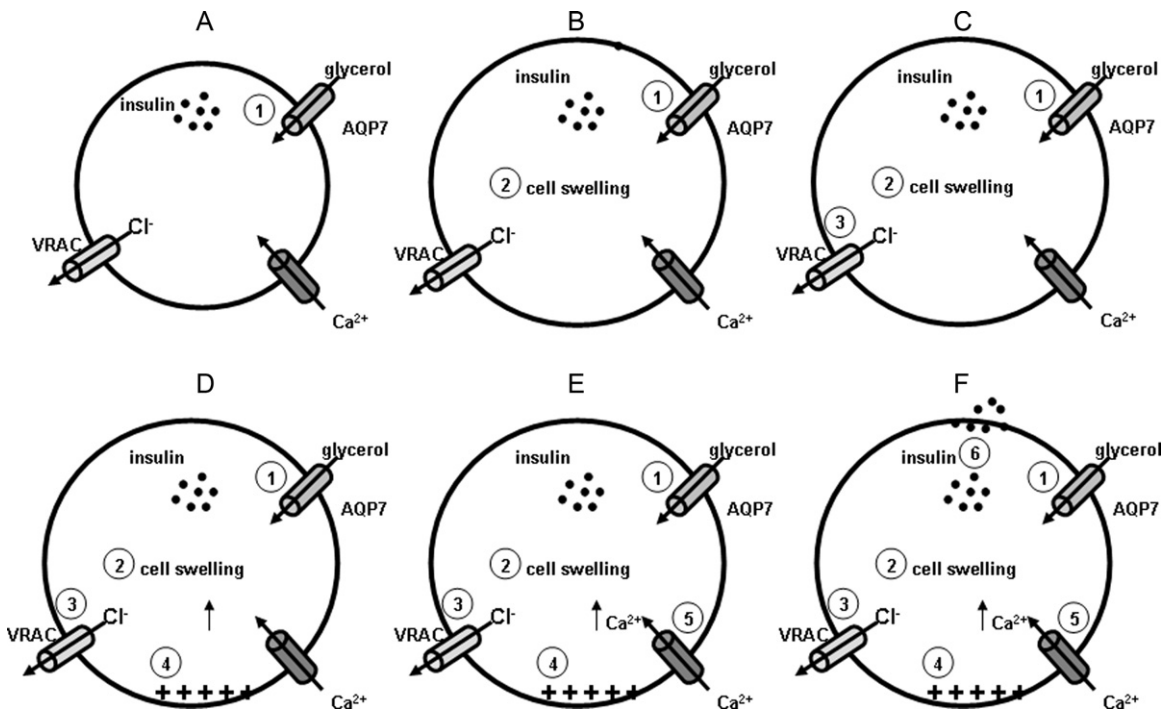 A
glycerol
insulin
1
AQP7
Cl-
VRAC
Ca2+
B
glycerol
insulin
1
AQP7
2 cell swelling
Cl-
VRAC
Ca2+
C
glycerol
insulin
1
AQP7
2 cell swelling
3
Cl-
VRAC
Ca2+
D
glycerol
insulin
1
AQP7
2 cell swelling
3
Cl-
VRAC
4
+ + + + +
Ca2+
E
glycerol
insulin
1
AQP7
2 cell swelling
3
Cl-
Ca2+
5
VRAC
4
+ + + + +
Ca2+
F
6
glycerol
insulin
1
AQP7
2 cell swelling
3
Cl-
Ca2+
5
VRAC
4
+ + + + +
Ca2+